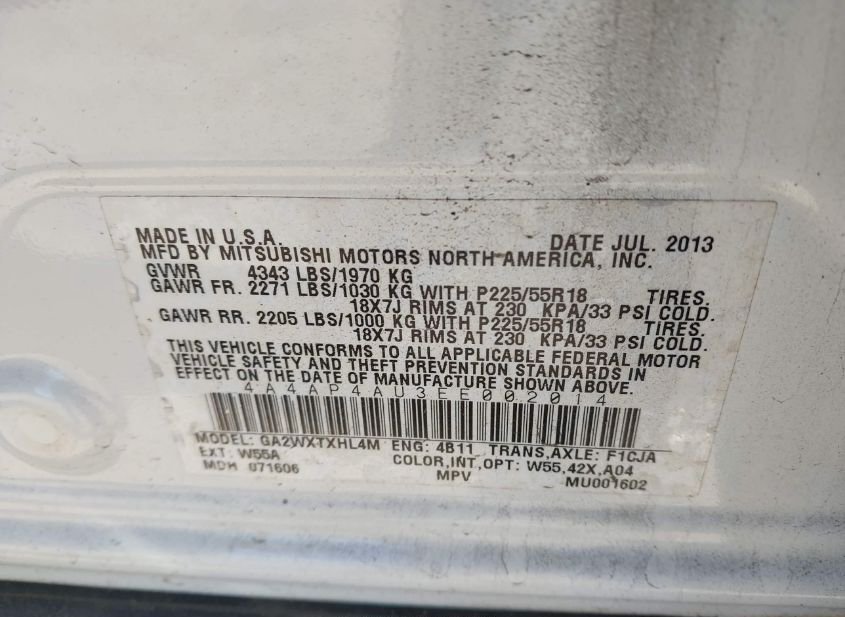 MADE IN U.S.A. DATE JUL. 2013
MFD BY MITSUBISHI MOTORS NORTH AMERICA, INC.
GVWR 4343 LBS/1970 KG
GAWR FR. 2271 LBS/1030 KG WITH P225/55R18 TIRES.
18X7J RIMS AT 230 KPA/33 PSI COLD.
GAWR RR. 2205 LBS/1000 KG WITH P225/55R18 TIRES.
18X7J RIMS AT 230 KPA/33 PSI COLD.
THIS VEHICLE CONFORMS TO ALL APPLICABLE FEDERAL MOTOR
VEHICLE SAFETY AND THEFT PREVENTION STANDARDS IN
EFFECT ON THE DATE OF MANUFACTURE SHOWN ABOVE.
4A4AP4AU3EE002014
MODEL: GA2WXTXHL4M ENG: 4B11 TRANS,AXLE: F1CJA
EXT: W55A COLOR,INT,OPT: W55,42X,A04
MDH 071606 MPV MU001602